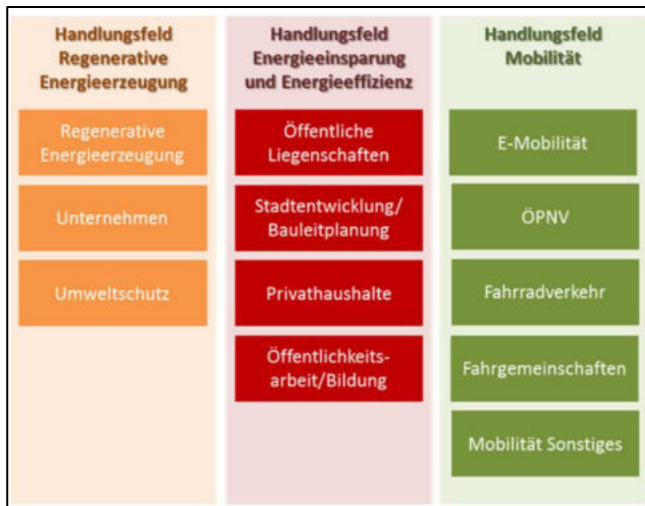 Handlungsfeld
Regenerative
Energieerzeugung
Regenerative
Energieerzeugung
Unternehmen
Umweltschutz
Handlungsfeld
Energieeinsparung
und Energieeffizienz
Öffentliche
Liegenschaften
Stadtentwicklung/
Bauleitplanung
Privathaushalte
Öffentlichkeits-
arbeit/Bildung
Handlungsfeld
Mobilität
E-Mobilität
ÖPNV
Fahrradverkehr
Fahrgemeinschaften
Mobilität Sonstiges